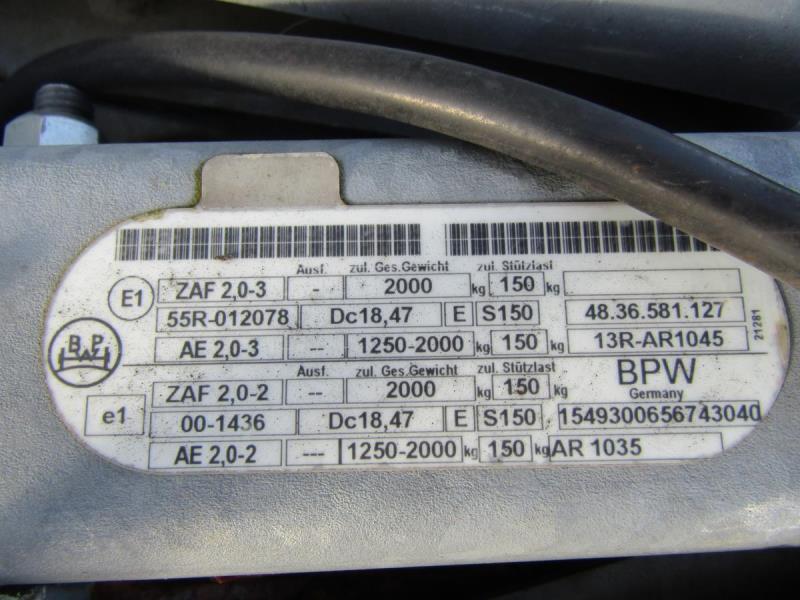 Ausf. zul. Ges.Gewicht zul. Stützlast
E1 ZAF 2,0-3 -- 2000 kg 150 kg
55R-012078 Dc18,47 E S150 48.36.581.127
AE 2,0-3 --- 1250-2000 kg 150 kg 13R-AR1045
21281
BPW
Ausf. zul. Ges.Gewicht zul. Stützlast BPW
ZAF 2,0-2 -- 2000 kg 150 kg Germany
e1 00-1436 Dc18,47 E S150 1549300656743040
AE 2,0-2 --- 1250-2000 kg 150 kg AR 1035